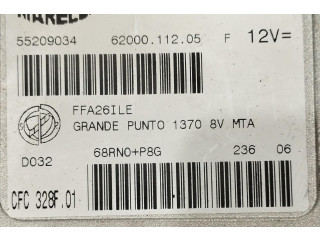 MARELLI
55209034 62000.112.05 F 12V=
FFA26ILE
GRANDE PUNTO 1370 8V MTA
D032 68RN0+P8G 236 06
CFC 328F.01